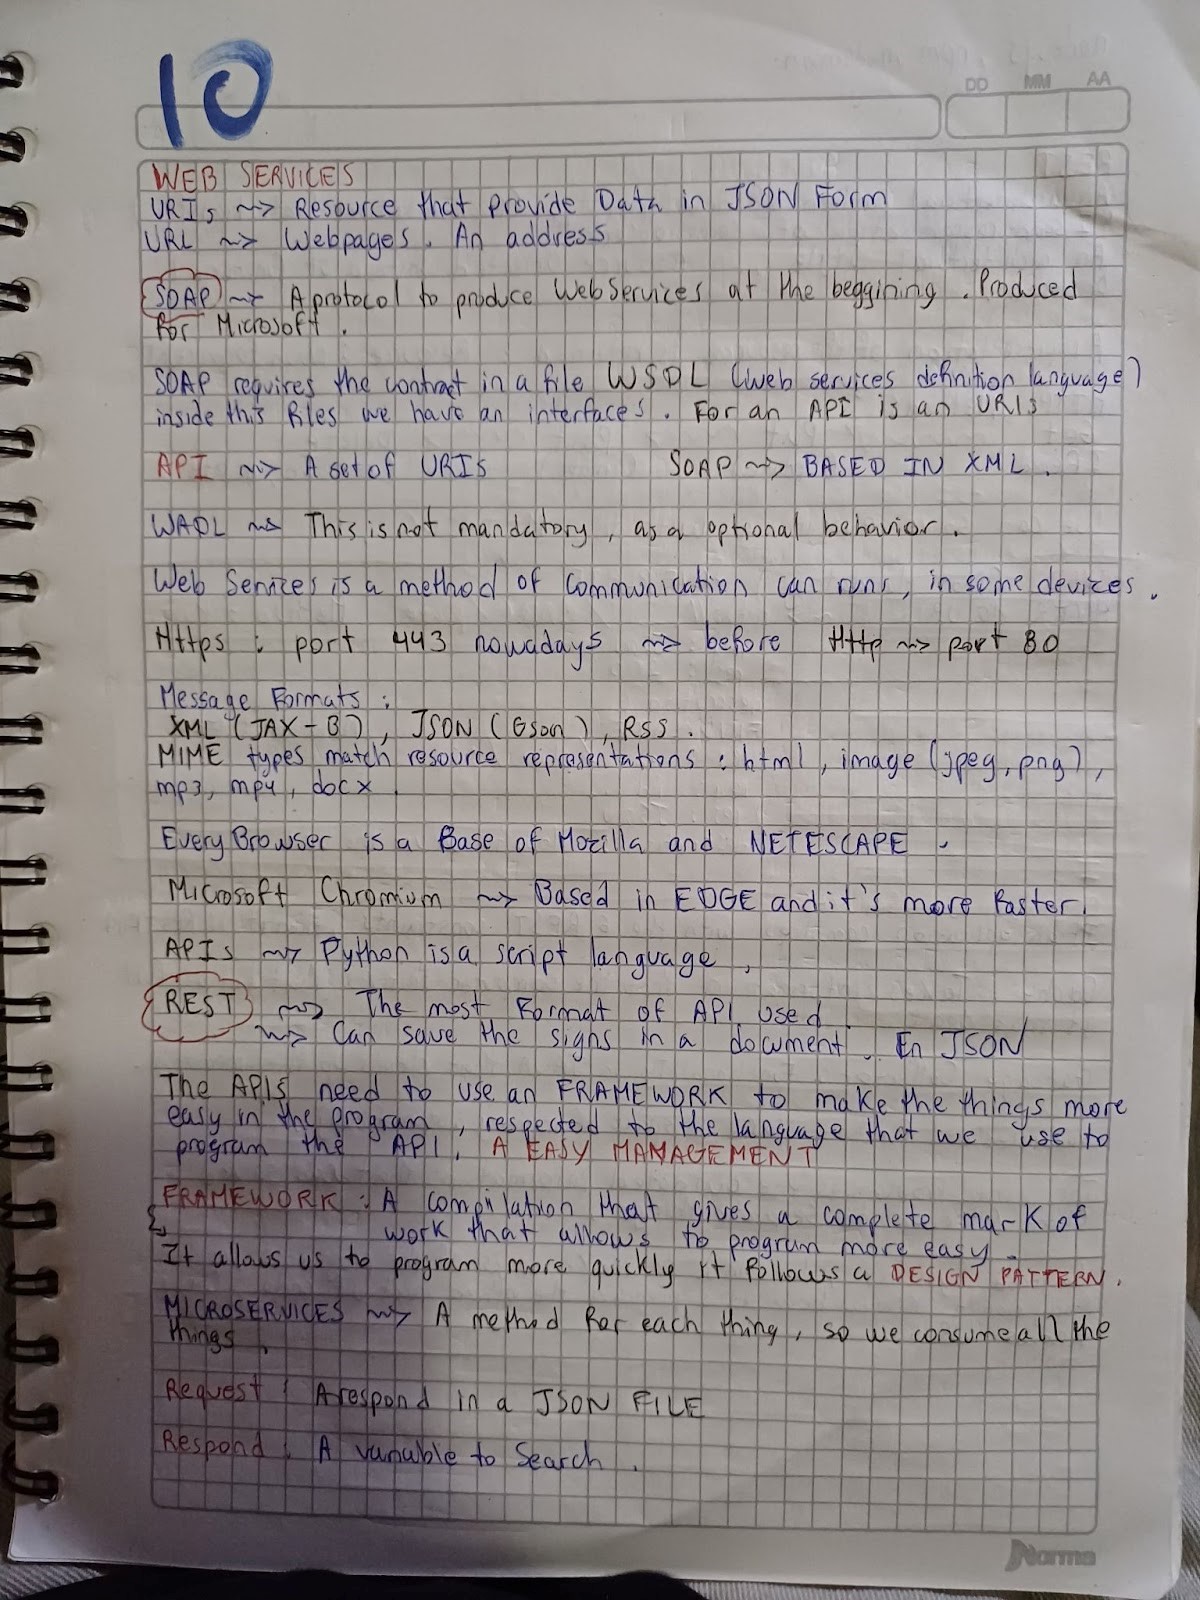 10
DD MM AA
WEB SERVICES
URIs ~> Resource that provide Data in JSON Form
URL ~> Webpages. An address
SOAP ~> A protocol to produce Web Services at the beggining. Produced
for Microsoft.
SOAP requires the contract in a file WSDL (Web services definition language)
inside this files we have an interfaces. For an API is an URIs
API ~> A set of URIs SOAP ~> BASED IN XML.
WADL ~> This is not mandatory, as a optional behavior.
Web Services is a method of communication can runs, in some devices.
Https : port 443 nowadays ~> before Http ~> port 80
Message Formats :
XML (JAX-B), JSON (Gson), RSS.
MIME types match resource representations : html, image (jpeg, png),
mp3, mp4, docx.
Every Browser is a Base of Mozilla and NETESCAPE.
Microsoft Chromium ~> Based in EDGE and it's more faster.
APIs ~> Python is a script language.
REST ~> The most Format of API used
~> Can save the signs in a document. En JSON
The APIS need to use an FRAMEWORK to make the things more
easy in the program, respected to the language that we use to
program the API. A EASY MANAGEMENT
FRAMEWORK : A compilation that gives a complete mark of
work that allows to program more easy.
It allows us to program more quickly it follows a DESIGN PATTERN.
MICROSERVICES ~> A method for each thing, so we consume all the
things.
Request : A respond in a JSON FILE
Respond : A variable to Search.
Norma